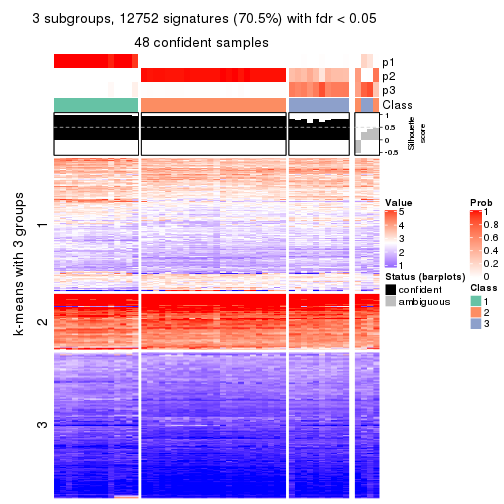 3 subgroups, 12752 signatures (70.5%) with fdr < 0.05
48 confident samples
p1
p2
p3
Class
1
0.5
0
-0.5
Silhouette
score
k-means with 3 groups
1
2
3
Value
5
4
3
2
1
Status (barplots)
confident
ambiguous
Prob
1
0.8
0.6
0.4
0.2
0
Class
1
2
3